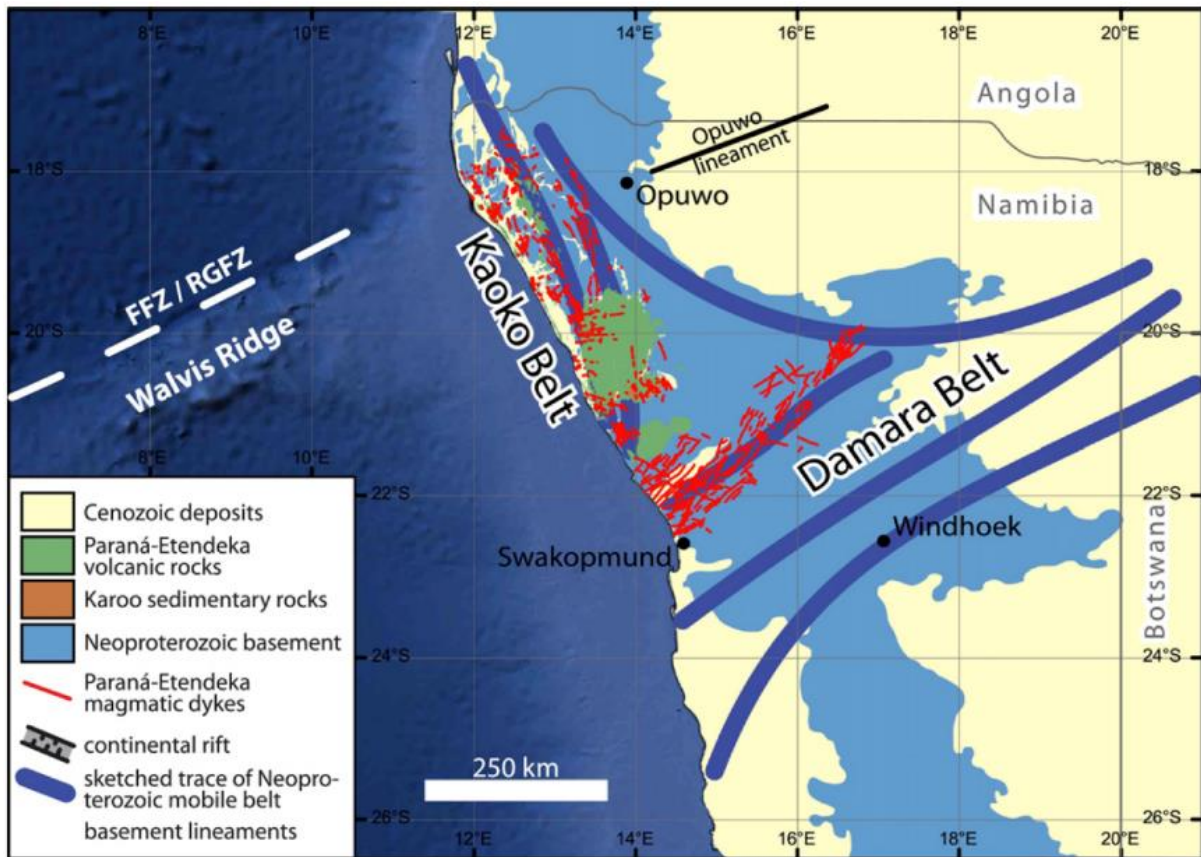 8°E 10°E 12°E 14°E 16°E 18°E 20°E
Angola
Opuwo
lineament
18°S
18°S
Opuwo
Namibia
Kaoko Belt
FFZ / RGFZ
20°S
20°S
Walvis Ridge
Damara Belt
8°E 10°E
22°S
22°S
Swakopmund
Windhoek
Botswana
24°S
24°S
Cenozoic deposits
Paraná-Etendeka
volcanic rocks
Karoo sedimentary rocks
Neoproterozoic basement
Paraná-Etendeka
magmatic dykes
continental rift
sketched trace of Neopro-
terozoic mobile belt
basement lineaments
250 km
26°S
26°S
12°E 14°E 16°E 18°E 20°E